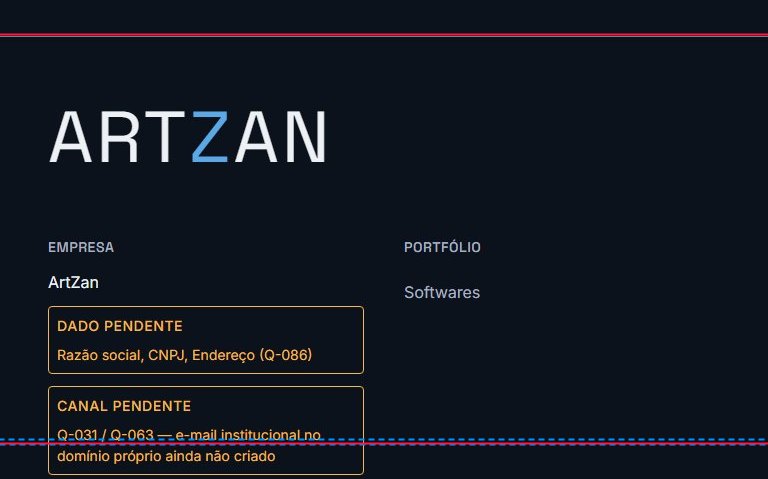 ARTZAN
EMPRESA
ArtZan
DADO PENDENTE
Razão social, CNPJ, Endereço (Q-086)
CANAL PENDENTE
Q-031 / Q-063 — e-mail institucional no
domínio próprio ainda não criado
PORTFÓLIO
Softwares